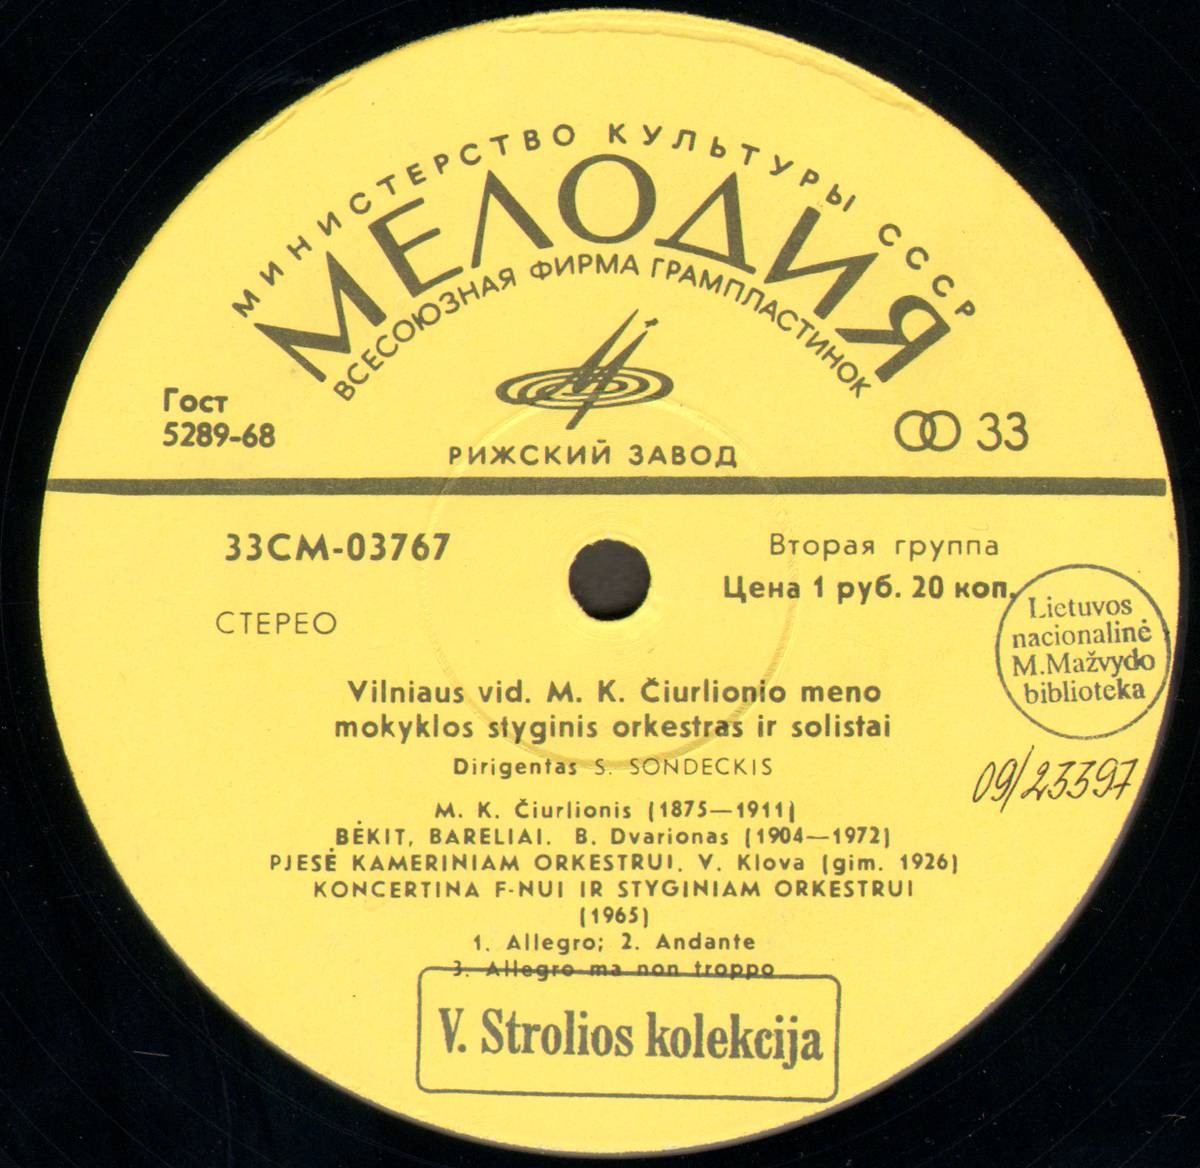 МИНИСТЕРСТВО КУЛЬТУРЫ СССР
МЕЛОДИЯ
ВСЕСОЮЗНАЯ ФИРМА ГРАМПЛАСТИНОК
Гост
5289-68
33
РИЖСКИЙ ЗАВОД
33СМ-03767
Вторая группа
Цена 1 руб. 20 коп.
СТЕРЕО
Lietuvos
nacionalinė
M.Mažvydo
biblioteka
Vilniaus vid. M. K. Čiurlionio meno
mokyklos styginis orkestras ir solistai
Dirigentas S. SONDECKIS
09/23397
M. K. Čiurlionis (1875—1911)
BĖKIT, BARELIAI. B. Dvarionas (1904—1972)
PJESĖ KAMERINIAM ORKESTRUI. V. Klova (gim. 1926)
KONCERTINA F-NUI IR STYGINIAM ORKESTRUI
(1965)
1. Allegro; 2. Andante
3. Allegro ma non troppo
V. Strolios kolekcija